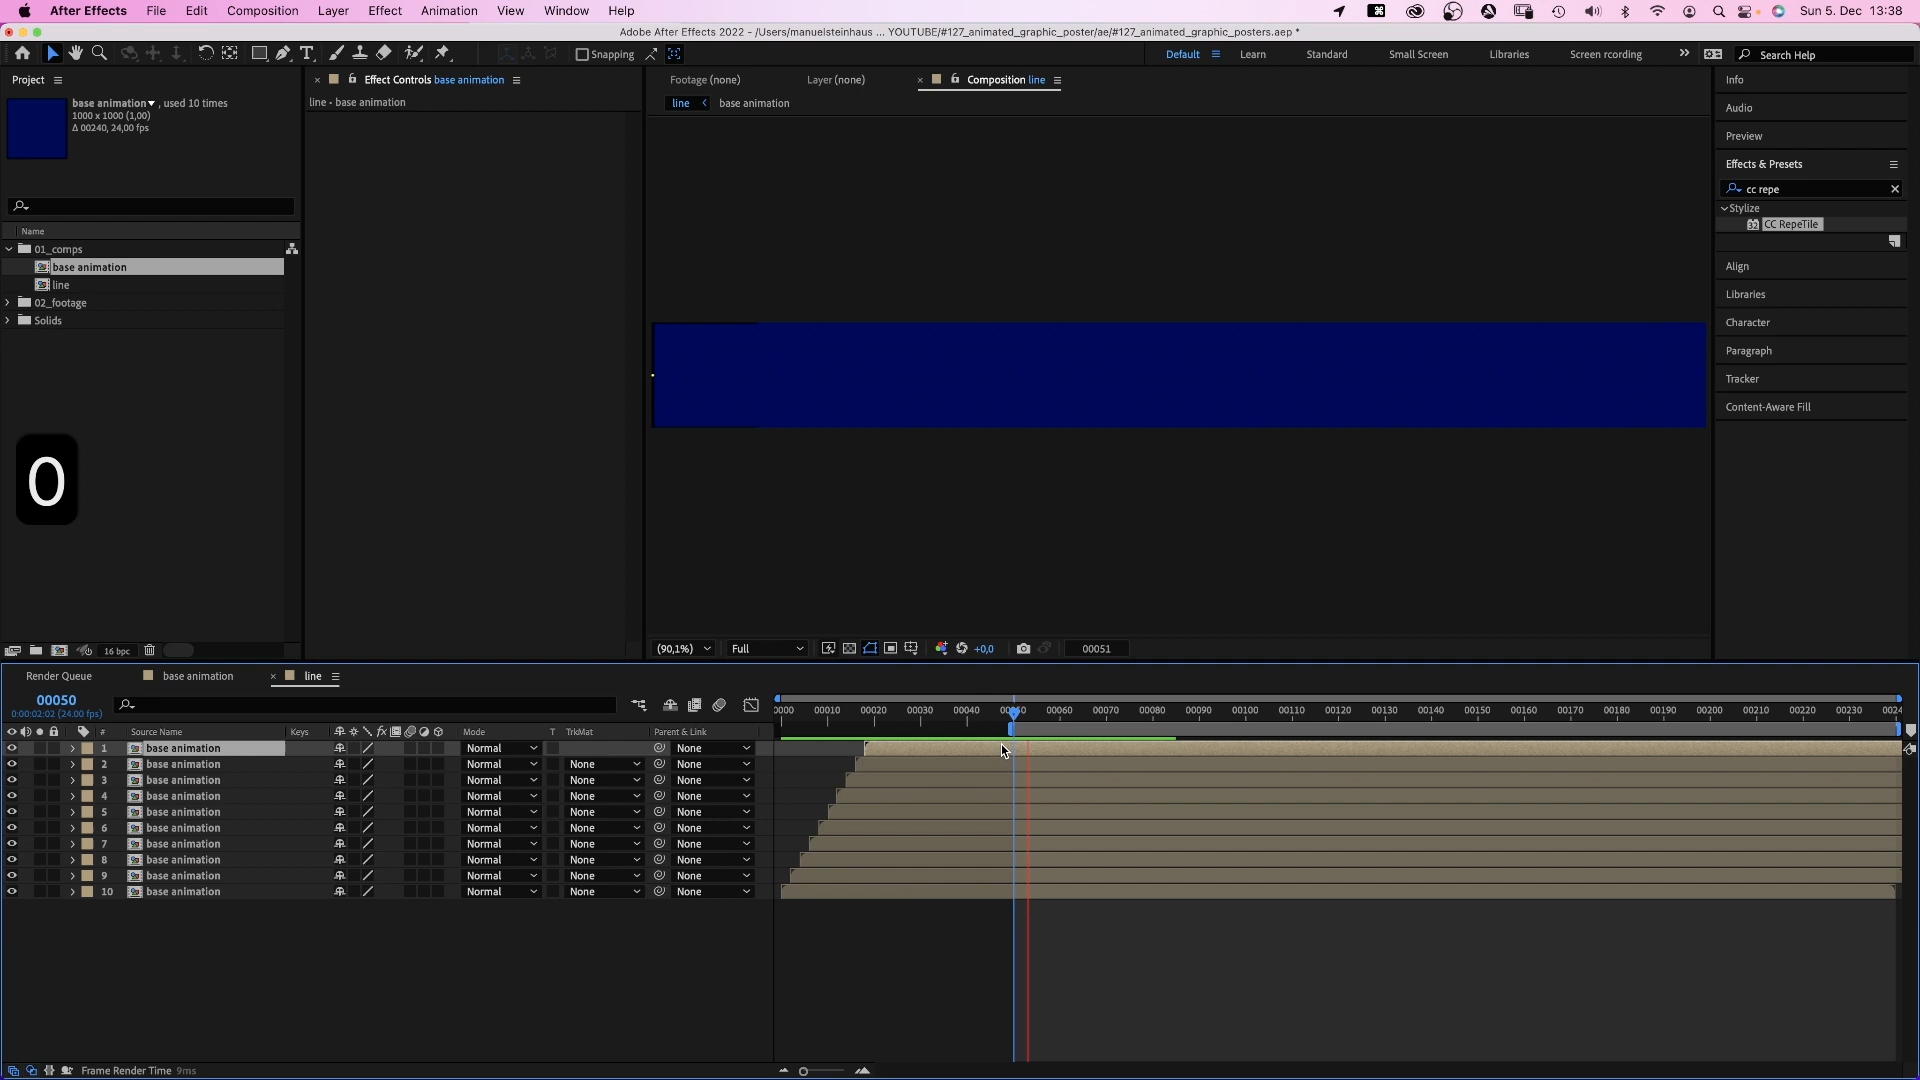 After Effects File Edit Composition Layer Effect Animation View Window Help Sun 5. Dec 13:38
Adobe After Effects 2022 - /Users/manuelsteinhaus ... YOUTUBE/#127_animated_graphic_poster/ae/#127_animated_graphic_posters.aep *
Snapping Default Learn Standard Small Screen Libraries Screen rcording Search Help
Project Effect Controls base animation Footage (none) Layer (none) Composition line Info
base animation , used 10 times line - base animation line base animation
1000 x 1000 (1,00)
Δ 00240, 24,00 fps
Audio
Preview
Effects & Presets
cc repe
Stylize
32 CC RepeTile
Name
01_comps
base animation
line
02_footage
Solids
Align
Libraries
Character
Paragraph
Tracker
Content-Aware Fill
0
16 bpc (90,1%) Full +0,0 00051
Render Queue base animation line
00050
0:00:02:02 (24.00 fps)
00010 00020 00030 00040 00060 00070 00080 00090 00100 00110 00120 00130 00140 00150 00160 00170 00180 00190 00200 00210 00220 00230
# Source Name Keys fx Mode T TrkMat Parent & Link
1 base animation Normal None
2 base animation Normal None None
3 base animation Normal None None
4 base animation Normal None None
5 base animation Normal None None
6 base animation Normal None None
7 base animation Normal None None
8 base animation Normal None None
9 base animation Normal None None
10 base animation Normal None None
Frame Render Time 9ms